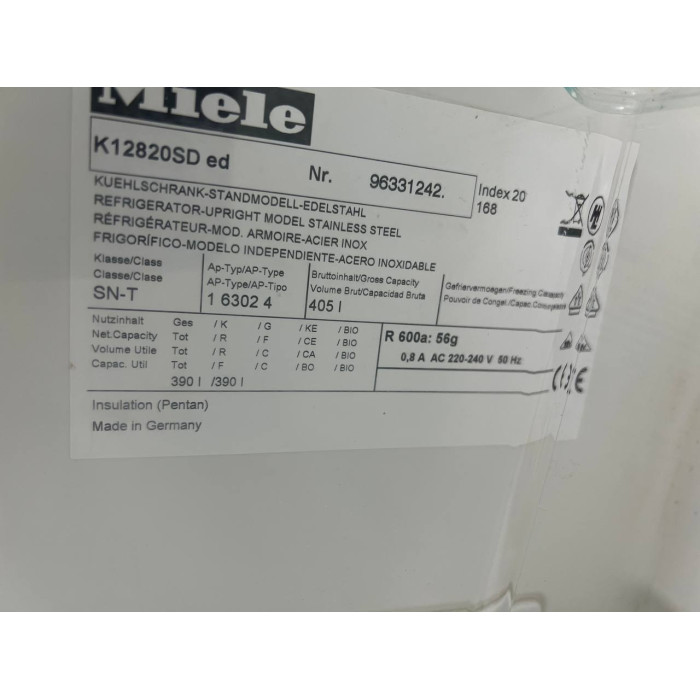 Miele
K12820SD ed Nr. 96331242. Index 20
168
KUEHLSCHRANK-STANDMODELL-EDELSTAHL
REFRIGERATOR-UPRIGHT MODEL STAINLESS STEEL
RÉFRIGÉRATEUR-MOD. ARMOIRE-ACIER INOX
FRIGORÍFICO-MODELO INDEPENDIENTE-ACERO INOXIDABLE
Klasse/Class Ap-Typ/AP-Type Bruttoinhalt/Gross Capacity Gefriervermoegen/Freezing Capacity
Classe/Clase AP-Type/AP-Tipo Volume Brut/Capacidad Bruta Pouvoir de Congel./Capac. Congelación
SN-T 1 6302 4 405 l
Nutzinhalt Ges / K / G / KE / BIO
Net.Capacity Tot / R / F / CE / BIO
Volume Utile Tot / R / C / CA / BIO
Capac. Util Tot / F / C / BO / BIO
390 l /390 l
R 600a: 56g
0,8 A AC 220-240 V 50 Hz
CE
Insulation (Pentan)
Made in Germany